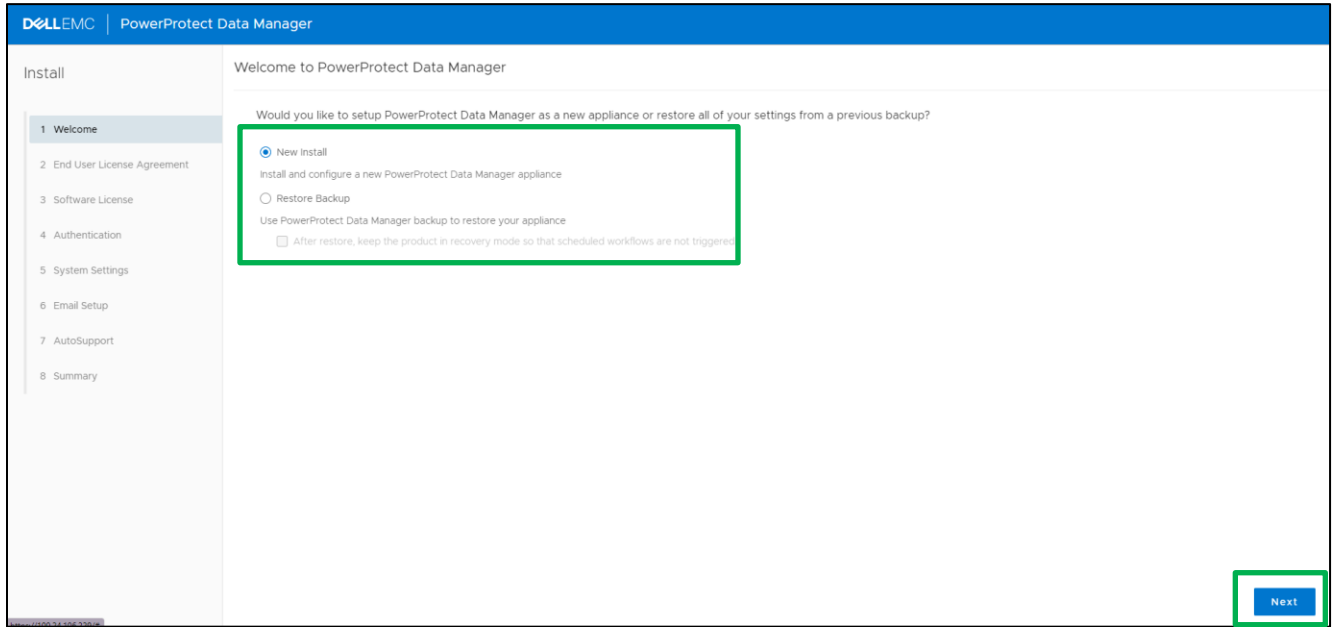 DELLEMC PowerProtect Data Manager
Install
Welcome to PowerProtect Data Manager
Would you like to setup PowerProtect Data Manager as a new appliance or restore all of your settings from a previous backup?
1 Welcome
2 End User License Agreement
3 Software License
4 Authentication
5 System Settings
6 Email Setup
7 AutoSupport
8 Summary
New Install
Install and configure a new PowerProtect Data Manager appliance
Restore Backup
Use PowerProtect Data Manager backup to restore your appliance
After restore, keep the product in recovery mode so that scheduled workflows are not triggered
Next